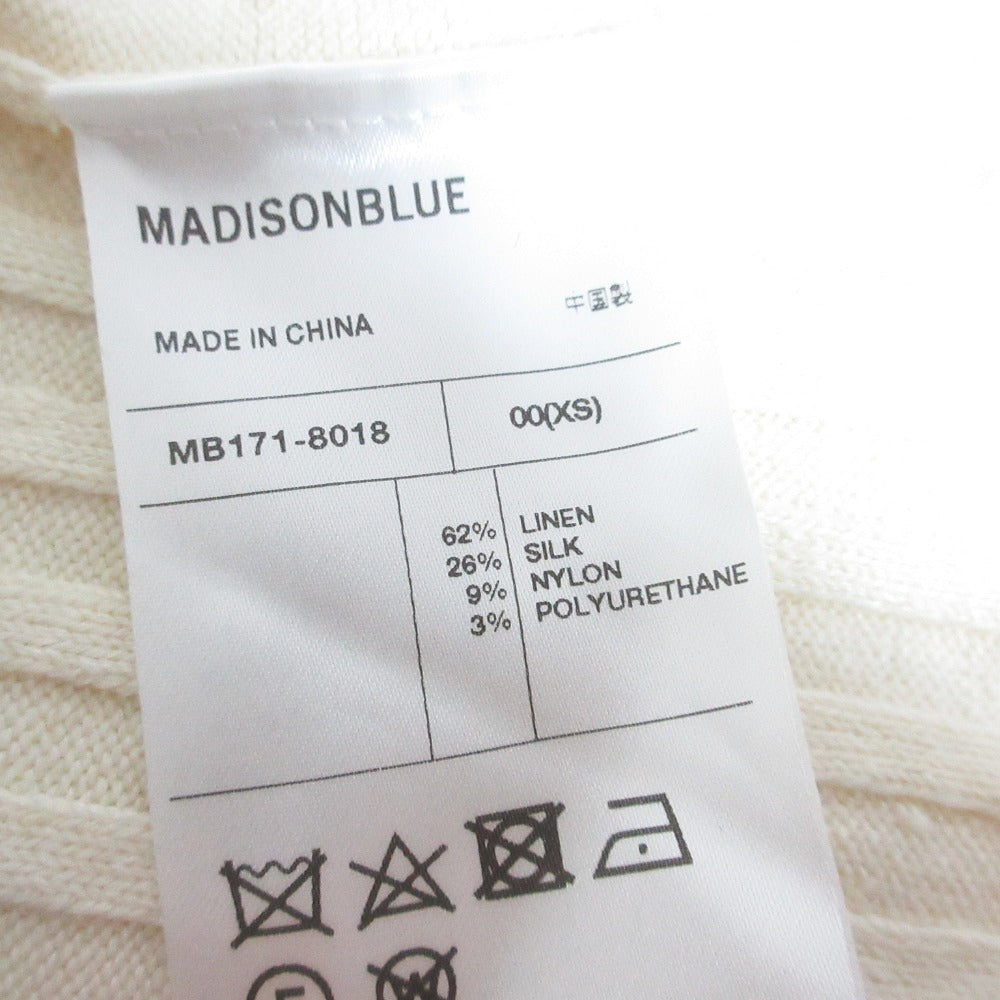 MADISONBLUE
MADE IN CHINA 中国製
MB171-8018 00(XS)
62% LINEN
26% SILK
9% NYLON
3% POLYURETHANE
F W